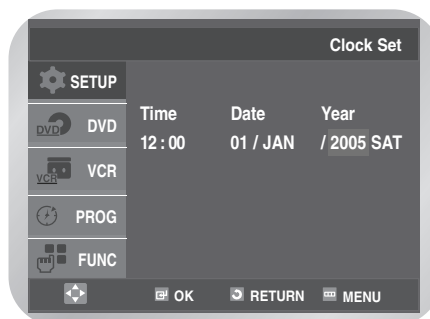 Clock Set
SETUP
DVD DVD
VCR VCR
PROG
FUNC
Time Date Year
12 : 00 01 / JAN / 2005 SAT
OK RETURN MENU